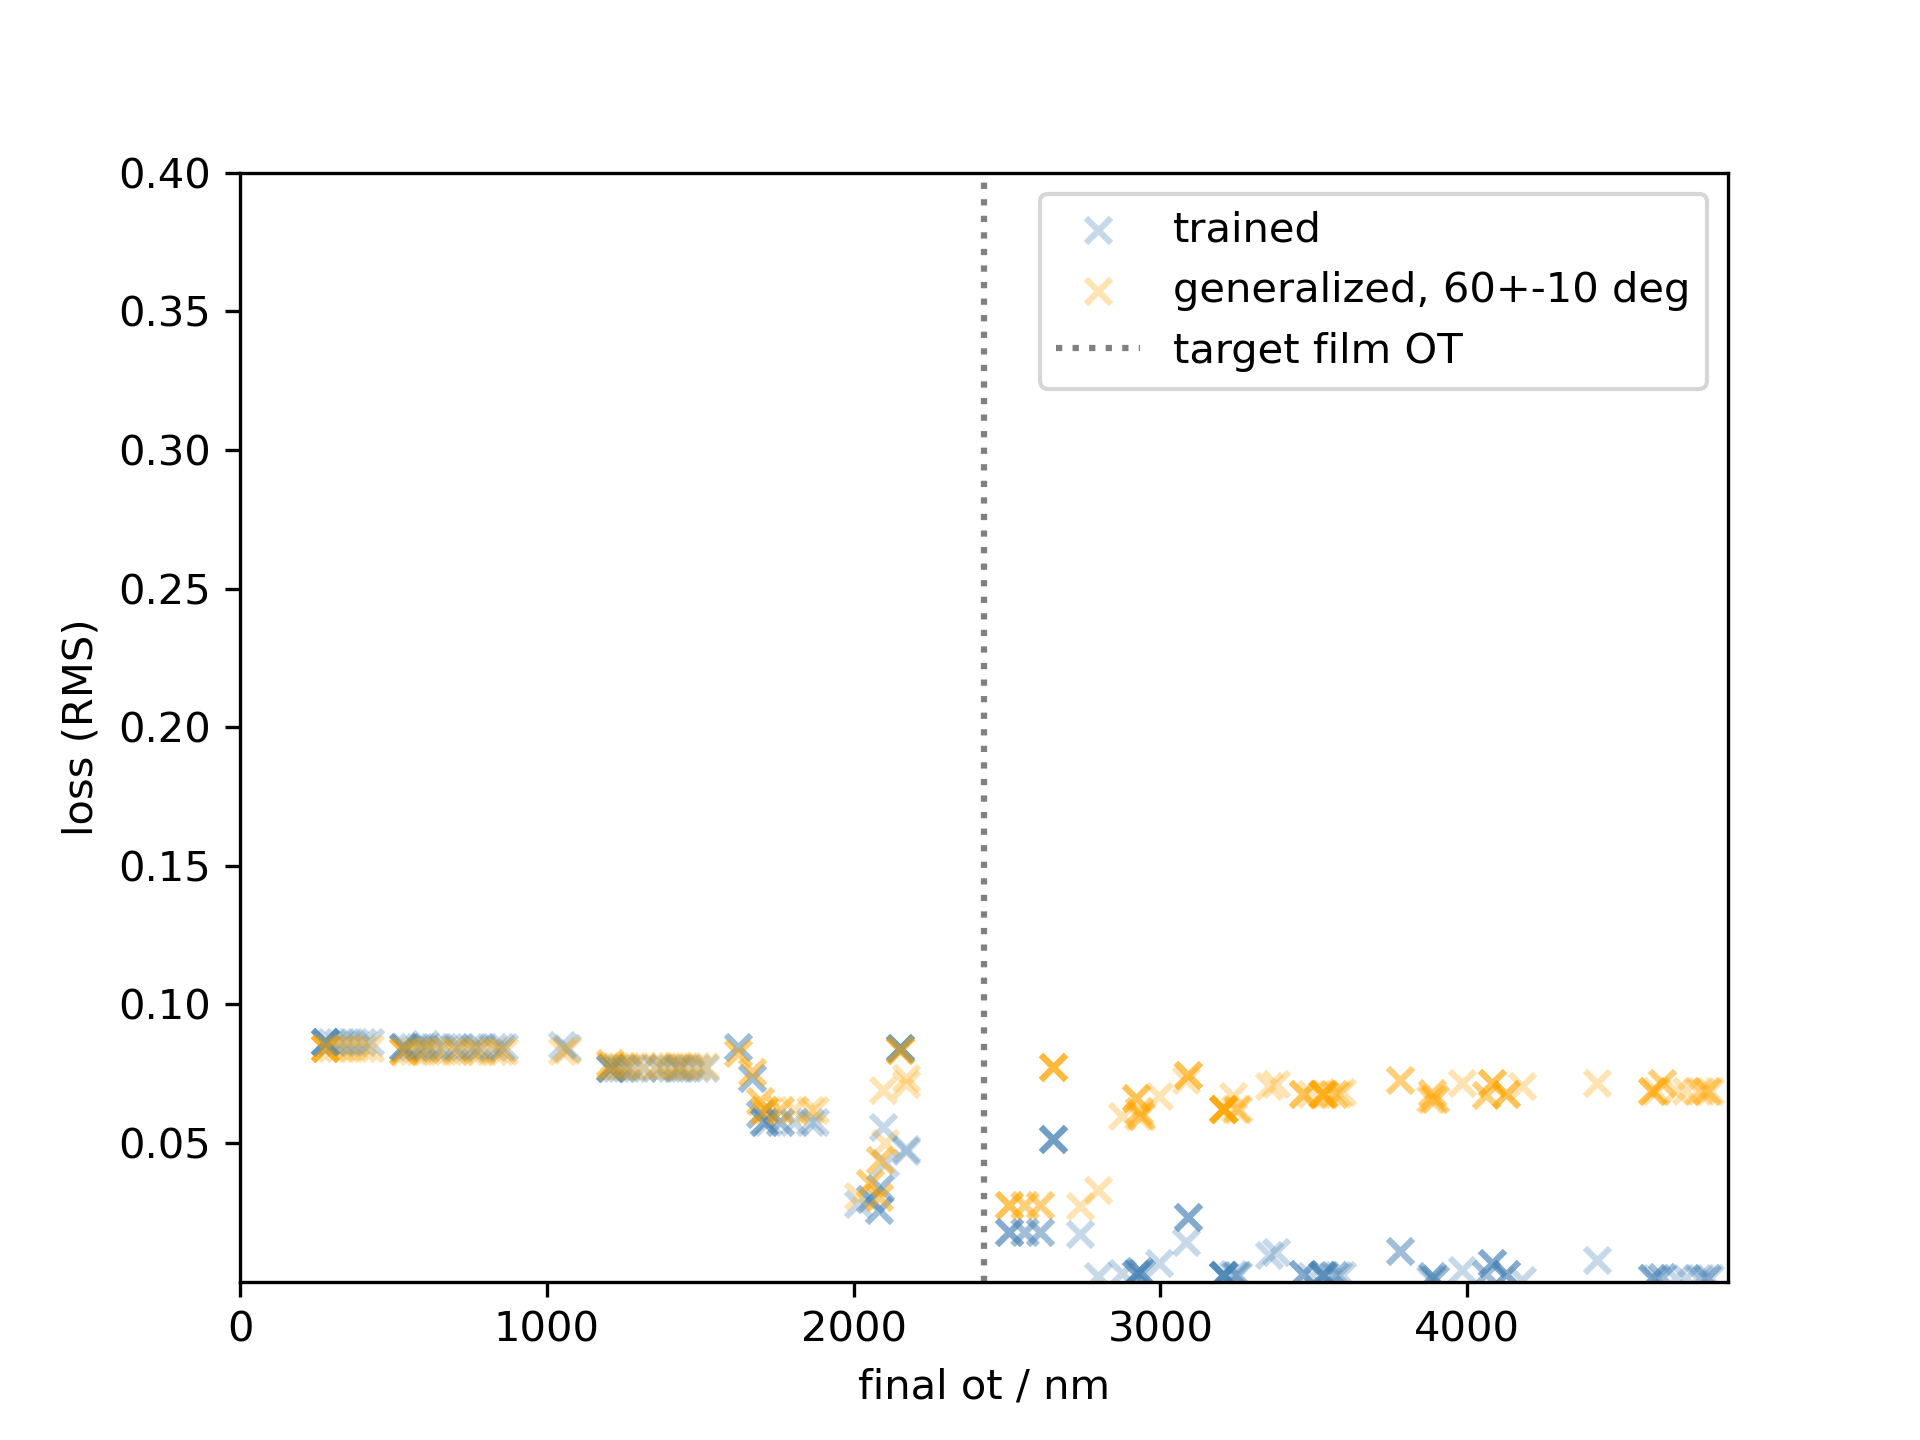 0.40
0.35
0.30
0.25
0.20
0.15
0.10
0.05
loss (RMS)
trained
generalized, 60+-10 deg
target film OT
0 1000 2000 3000 4000
final ot / nm